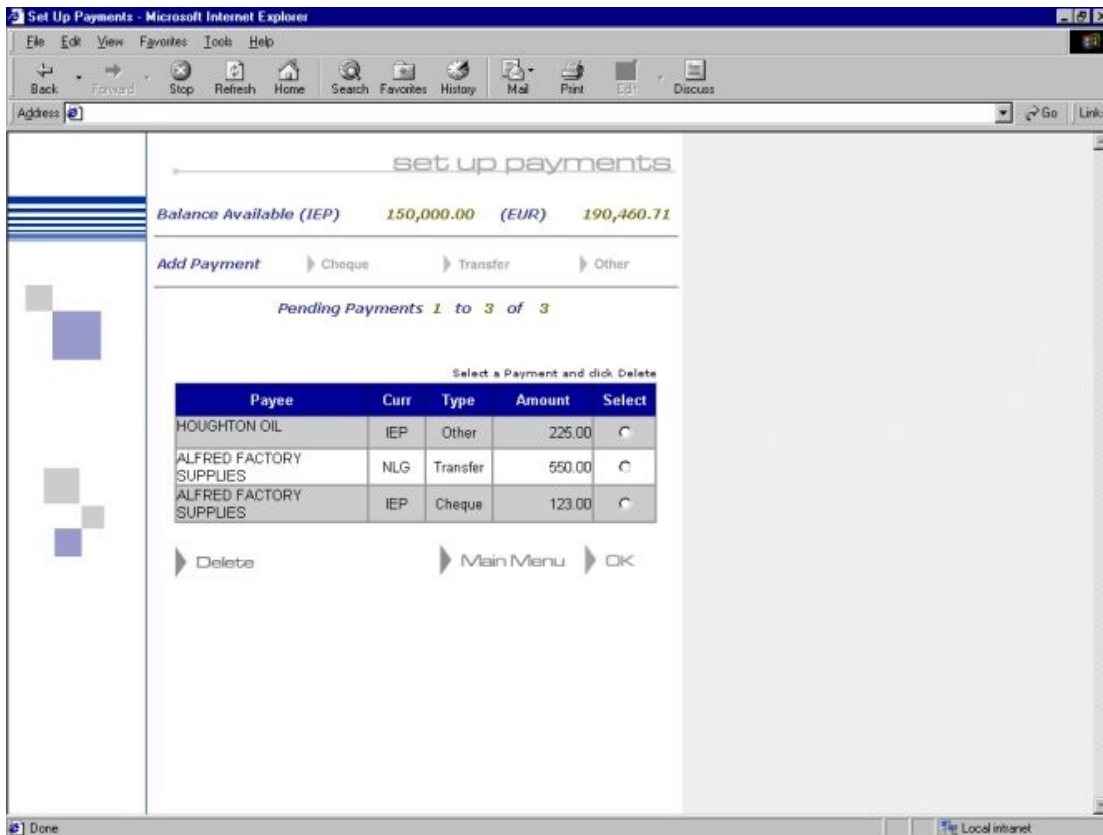 Set Up Payments - Microsoft Internet Explorer
File Edit View Favorites Tools Help
Back Forward Stop Refresh Home Search Favorites History Mail Print Edit Discuss
Address Go Links
set up payments
Balance Available (IEP) 150,000.00 (EUR) 190,460.71
Add Payment Cheque Transfer Other
Pending Payments 1 to 3 of 3
Select a Payment and click Delete
Payee Curr Type Amount Select
HOUGHTON OIL IEP Other 225.00
ALFRED FACTORY
SUPPLIES NLG Transfer 550.00
ALFRED FACTORY
SUPPLIES IEP Cheque 123.00
Delete Main Menu OK
Done Local intranet